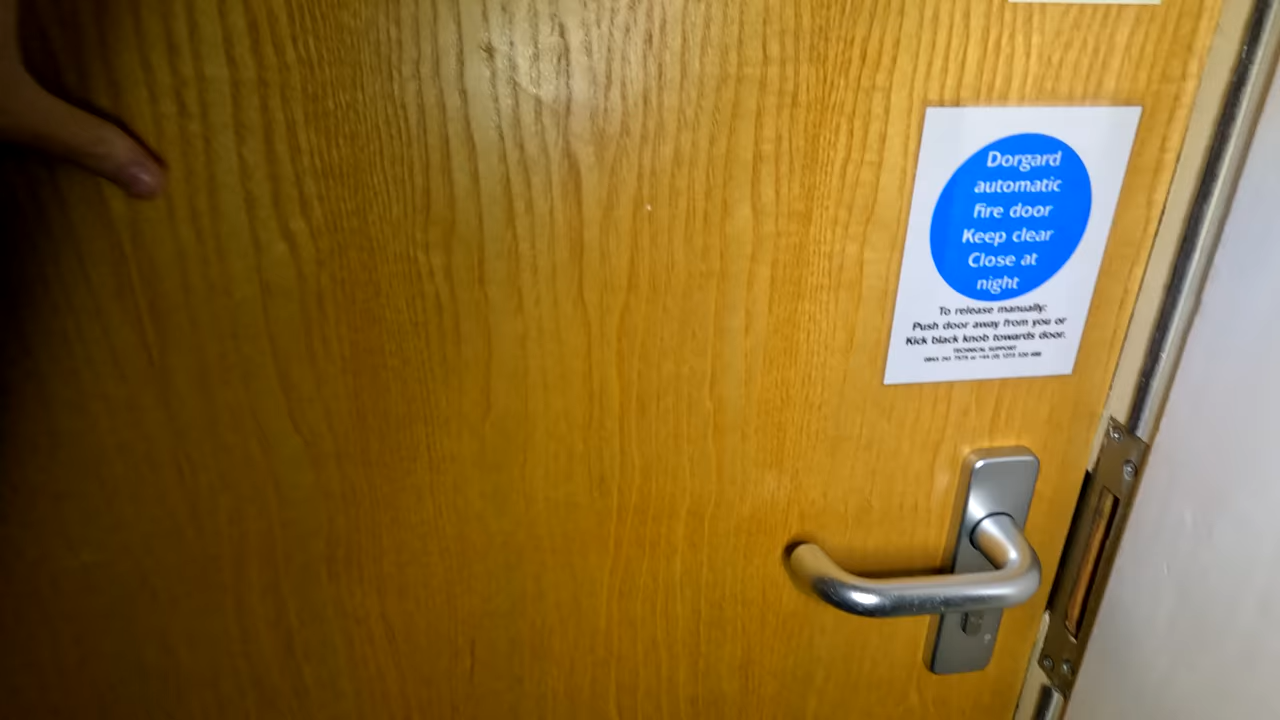 Dorgard
automatic
fire door
Keep clear
Close at
night
To release manually:
Push door away from you or
Kick black knob towards door.
TECHNICAL SUPPORT